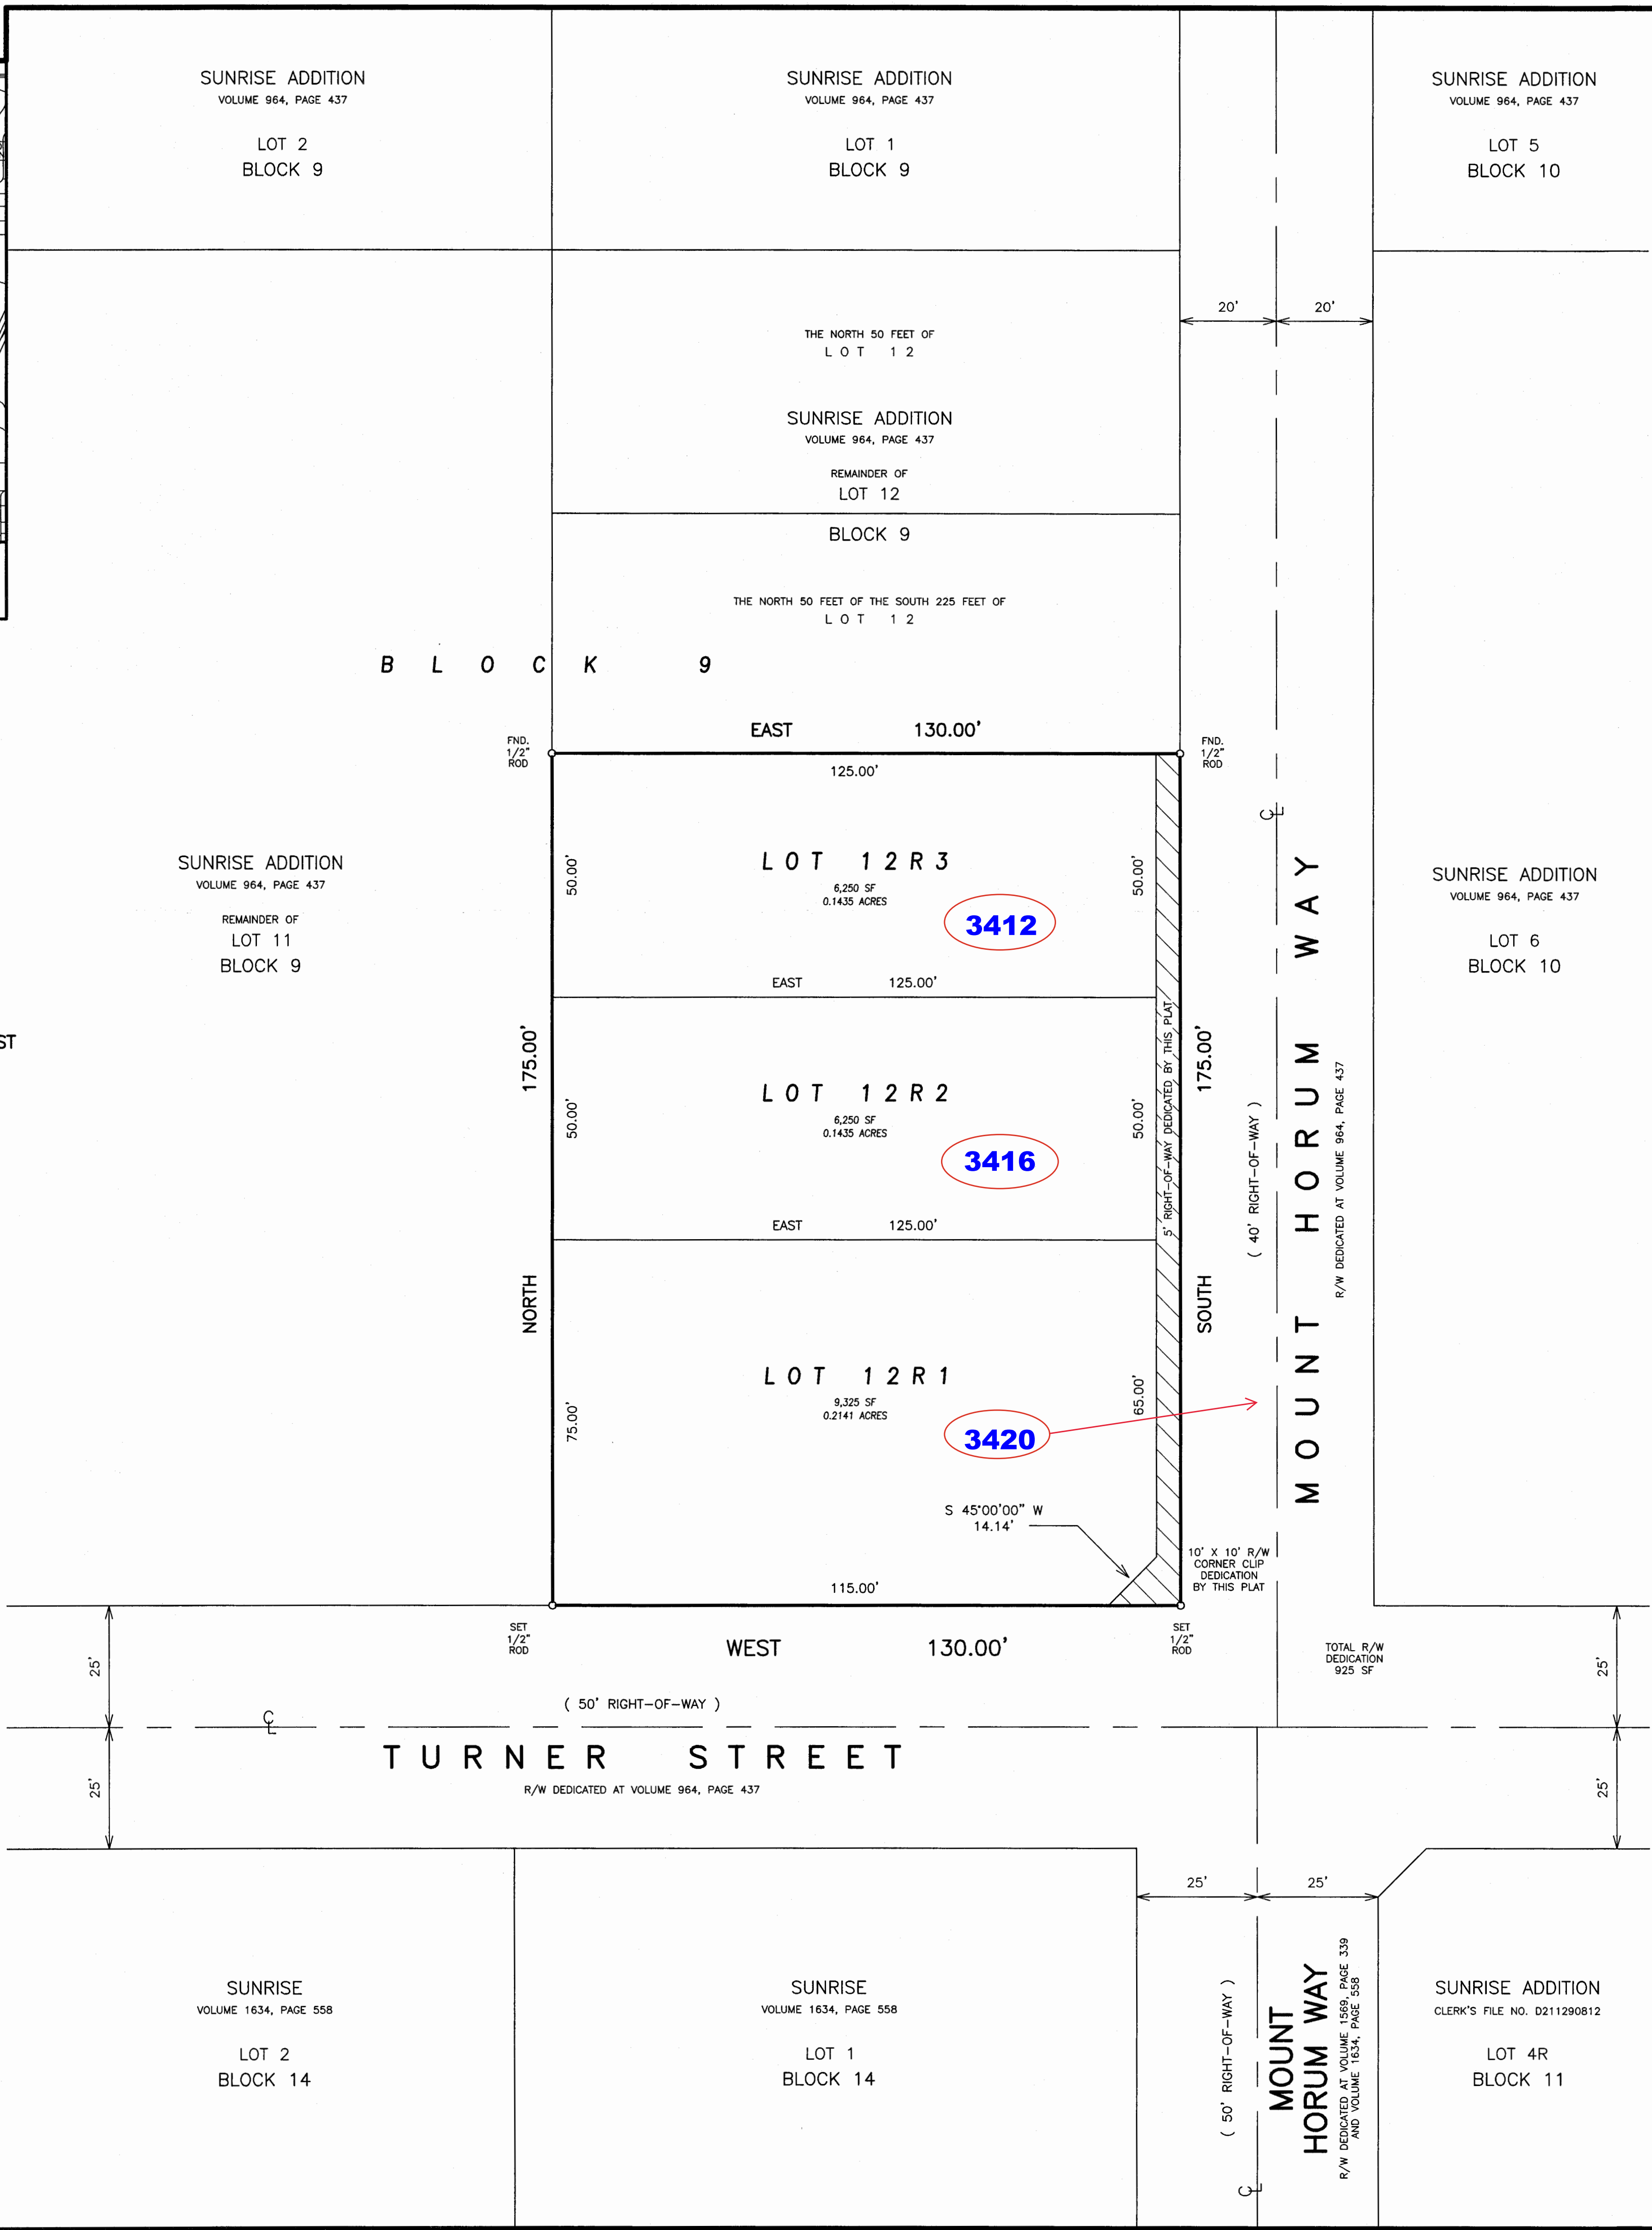 SUNRISE ADDITION
VOLUME 964, PAGE 437
LOT 2
BLOCK 9
SUNRISE ADDITION
VOLUME 964, PAGE 437
LOT 1
BLOCK 9
SUNRISE ADDITION
VOLUME 964, PAGE 437
LOT 5
BLOCK 10
20'
20'
THE NORTH 50 FEET OF
LOT 12
SUNRISE ADDITION
VOLUME 964, PAGE 437
REMAINDER OF
LOT 12
BLOCK 9
THE NORTH 50 FEET OF THE SOUTH 225 FEET OF
LOT 12
BLOCK 9
EAST 130.00'
FND.
1/2"
ROD
FND.
1/2"
ROD
125.00'
LOT 12R3
6,250 SF
0.1435 ACRES
50.00'
50.00'
3412
EAST 125.00'
SUNRISE ADDITION
VOLUME 964, PAGE 437
REMAINDER OF
LOT 11
BLOCK 9
SUNRISE ADDITION
VOLUME 964, PAGE 437
LOT 6
BLOCK 10
ST
175.00'
NORTH
LOT 12R2
6,250 SF
0.1435 ACRES
50.00'
50.00'
3416
EAST 125.00'
5' RIGHT-OF-WAY DEDICATED BY THIS PLAT
175.00'
SOUTH
( 40' RIGHT-OF-WAY )
CL
MOUNT HORUM WAY
R/W DEDICATED AT VOLUME 964, PAGE 437
LOT 12R1
9,325 SF
0.2141 ACRES
75.00'
65.00'
3420
S 45°00'00" W
14.14'
115.00'
10' X 10' R/W
CORNER CLIP
DEDICATION
BY THIS PLAT
SET
1/2"
ROD
WEST 130.00'
SET
1/2"
ROD
TOTAL R/W
DEDICATION
925 SF
25'
25'
( 50' RIGHT-OF-WAY )
CL
TURNER STREET
R/W DEDICATED AT VOLUME 964, PAGE 437
25'
25'
25'
25'
SUNRISE
VOLUME 1634, PAGE 558
LOT 2
BLOCK 14
SUNRISE
VOLUME 1634, PAGE 558
LOT 1
BLOCK 14
( 50' RIGHT-OF-WAY )
CL
MOUNT
HORUM WAY
R/W DEDICATED AT VOLUME 1569, PAGE 339
AND VOLUME 1634, PAGE 558
SUNRISE ADDITION
CLERK'S FILE NO. D211290812
LOT 4R
BLOCK 11